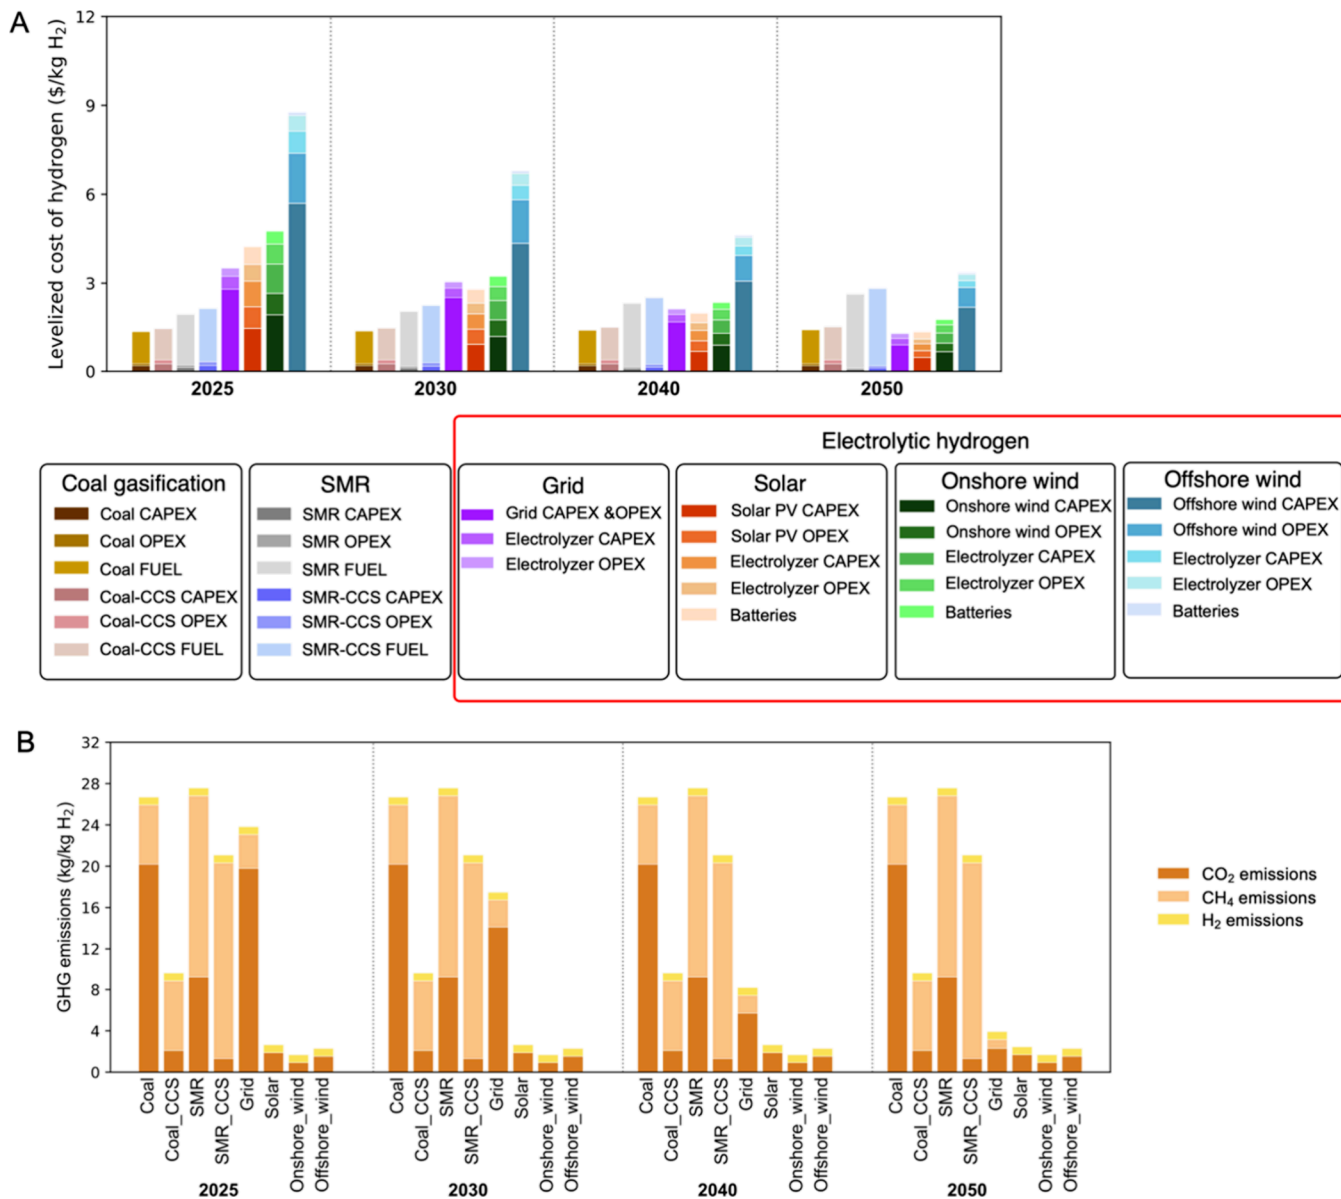 A
Levelized cost of hydrogen ($/kg H₂)
12
9
6
3
0
2025 2030 2040 2050
Electrolytic hydrogen
Coal gasification
Coal CAPEX
Coal OPEX
Coal FUEL
Coal-CCS CAPEX
Coal-CCS OPEX
Coal-CCS FUEL
SMR
SMR CAPEX
SMR OPEX
SMR FUEL
SMR-CCS CAPEX
SMR-CCS OPEX
SMR-CCS FUEL
Grid
Grid CAPEX &OPEX
Electrolyzer CAPEX
Electrolyzer OPEX
Solar
Solar PV CAPEX
Solar PV OPEX
Electrolyzer CAPEX
Electrolyzer OPEX
Batteries
Onshore wind
Onshore wind CAPEX
Onshore wind OPEX
Electrolyzer CAPEX
Electrolyzer OPEX
Batteries
Offshore wind
Offshore wind CAPEX
Offshore wind OPEX
Electrolyzer CAPEX
Electrolyzer OPEX
Batteries
B
GHG emissions (kg/kg H₂)
32
28
24
20
16
12
8
4
0
Coal Coal_CCS SMR SMR_CCS Grid Solar Onshore_wind Offshore_wind
Coal Coal_CCS SMR SMR_CCS Grid Solar Onshore_wind Offshore_wind
Coal Coal_CCS SMR SMR_CCS Grid Solar Onshore_wind Offshore_wind
Coal Coal_CCS SMR SMR_CCS Grid Solar Onshore_wind Offshore_wind
2025 2030 2040 2050
CO₂ emissions
CH₄ emissions
H₂ emissions